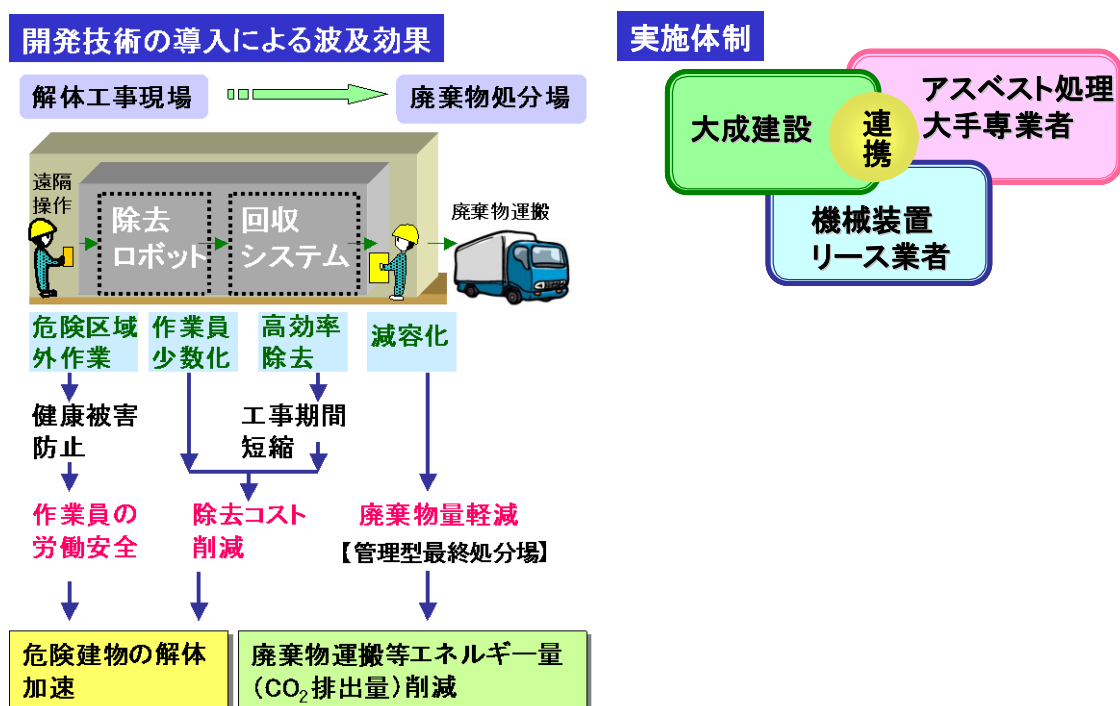 開発技術の導入による波及効果
解体工事現場
廃棄物処分場
遠隔
操作
除去
ロボット
回収
システム
廃棄物運搬
危険区域
外作業
作業員
少数化
高効率
除去
減容化
健康被害
防止
工事期間
短縮
作業員の
労働安全
除去コスト
削減
廃棄物量軽減
【管理型最終処分場】
危険建物の解体
加速
廃棄物運搬等エネルギー量
(CO₂排出量)削減
実施体制
大成建設
連
携
アスベスト処理
大手専業者
機械装置
リース業者